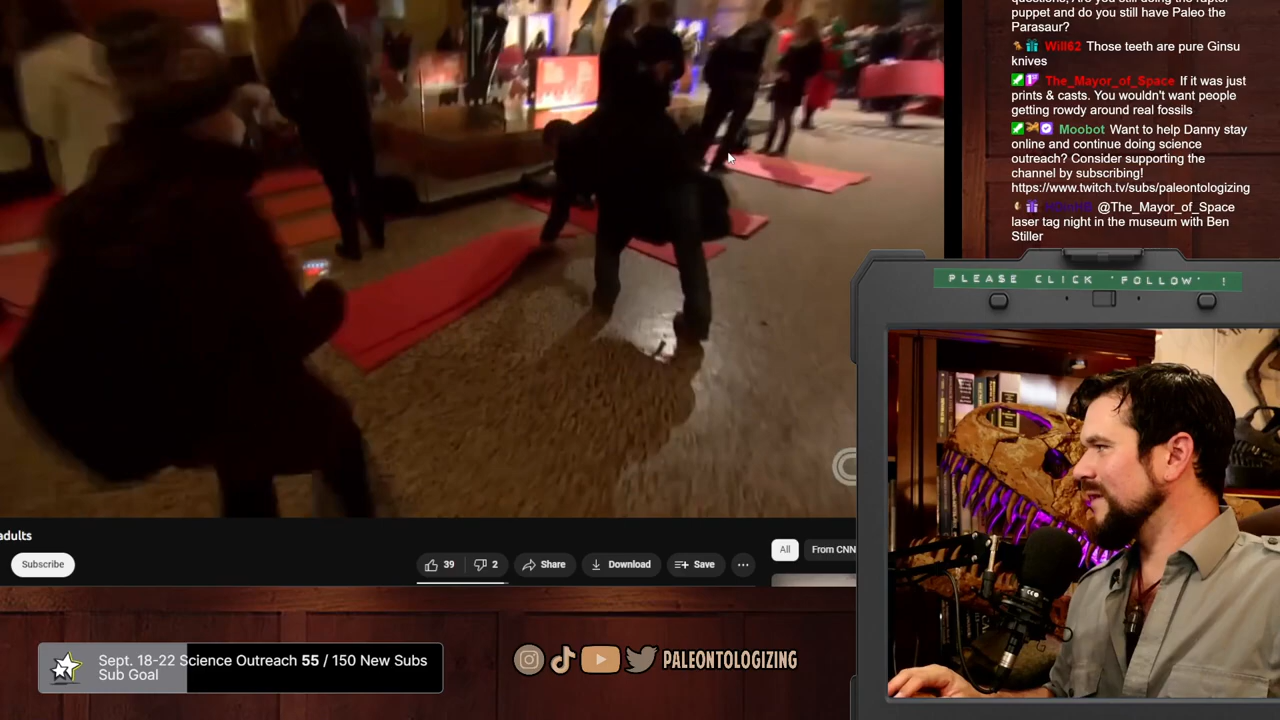 questions, Are you still doing the raptor
puppet and do you still have Paleo the
Parasaur?
Will62 Those teeth are pure Ginsu
knives
The_Mayor_of_Space If it was just
prints & casts. You wouldn't want people
getting rowdy around real fossils
Moobot Want to help Danny stay
online and continue doing science
outreach? Consider supporting the
channel by subscribing!
https://www.twitch.tv/subs/paleontologizing
@The_Mayor_of_Space
laser tag night in the museum with Ben
Stiller
PLEASE CLICK 'FOLLOW' !
adults
Subscribe
39
2
Share
Download
Save
All
From CNN
Sept. 18-22 Science Outreach 55 / 150 New Subs
Sub Goal
PALEONTOLOGIZING